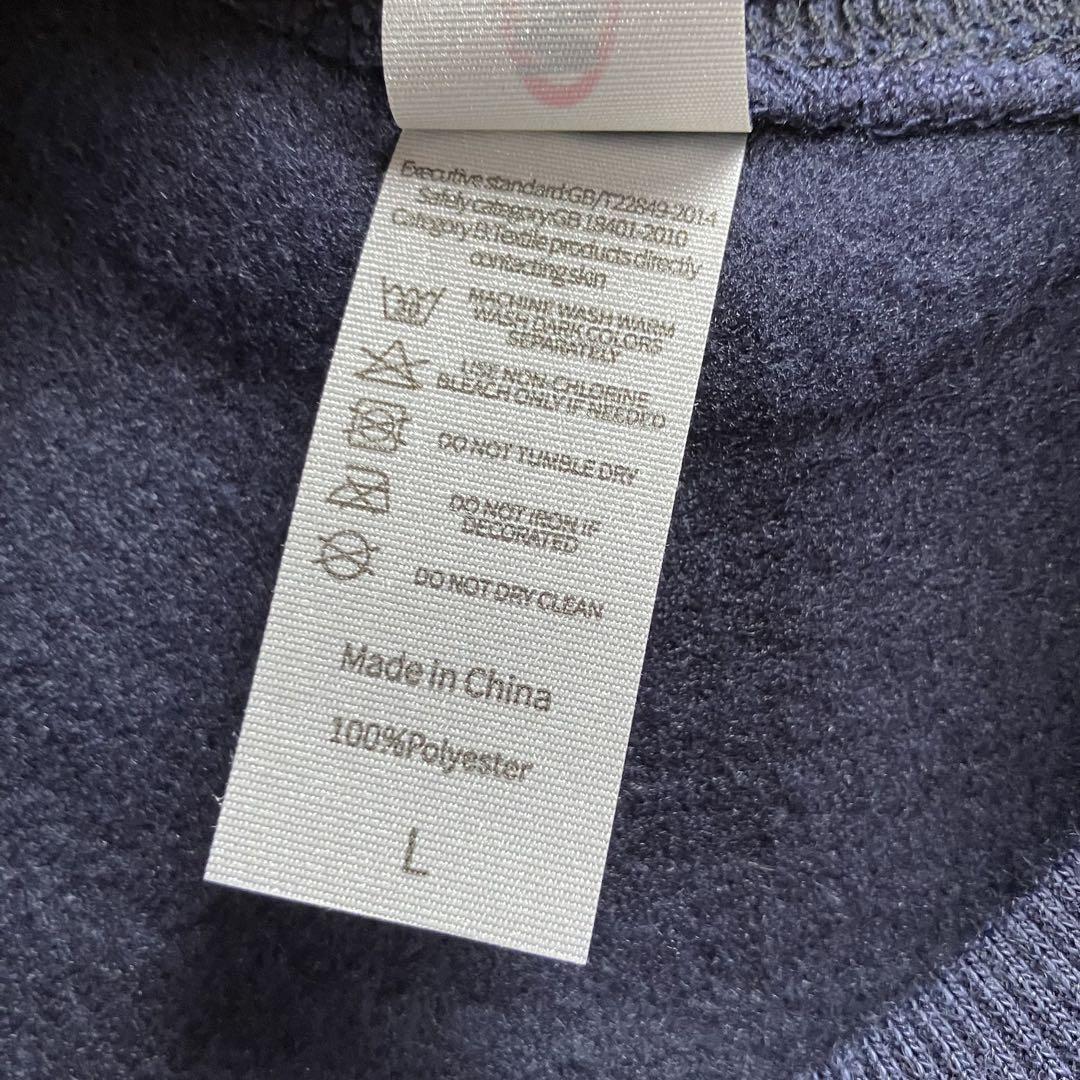 Executive standard:GB/T22849-2014
Safdy category:GB 18401-2010
Category B:Textile products directly
contacting skin
30
MACHINE WASH WARM
WASH DARK COLORS
SEPARATELY
USE NON-CHLORINE
BLEACH ONLY IF NEEDED
DO NOT TUMBLE DRY
DO NOT IRON IF
DECORATED
DO NOT DRY CLEAN
Made in China
100%Polyester
L